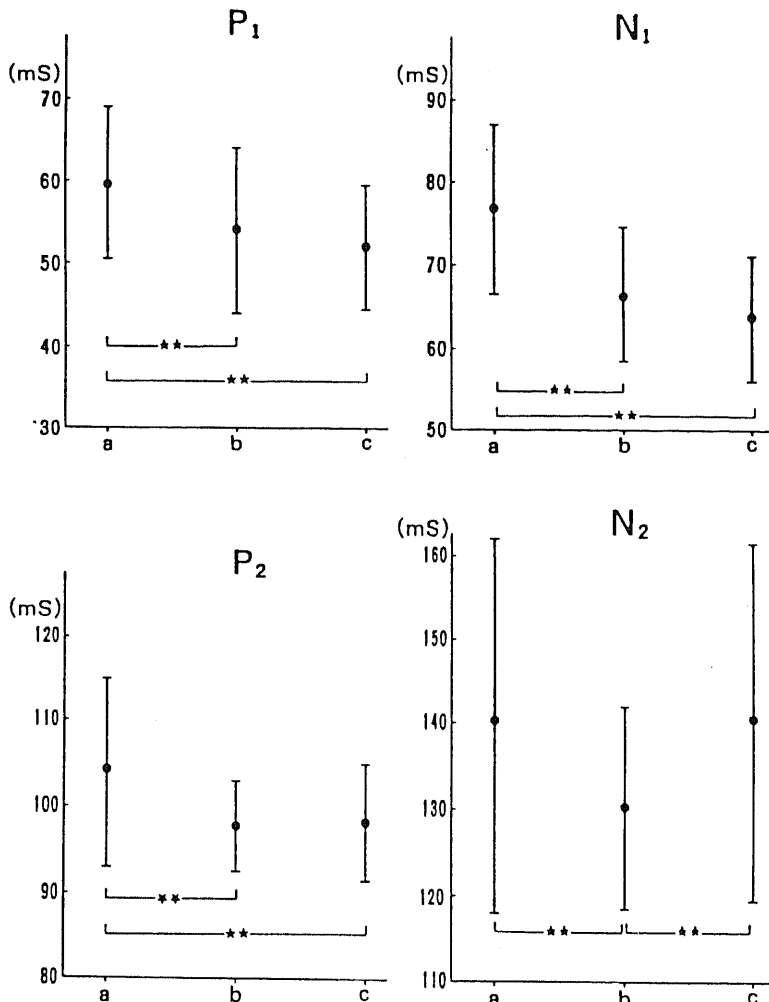 P₁
(mS)
70
60
50
40
30
★★
★★
a b c
N₁
(mS)
90
80
70
60
50
★★
★★
a b c
P₂
(mS)
120
110
100
90
80
★★
★★
a b c
N₂
(mS)
160
150
140
130
120
110
★★ ★★
a b c